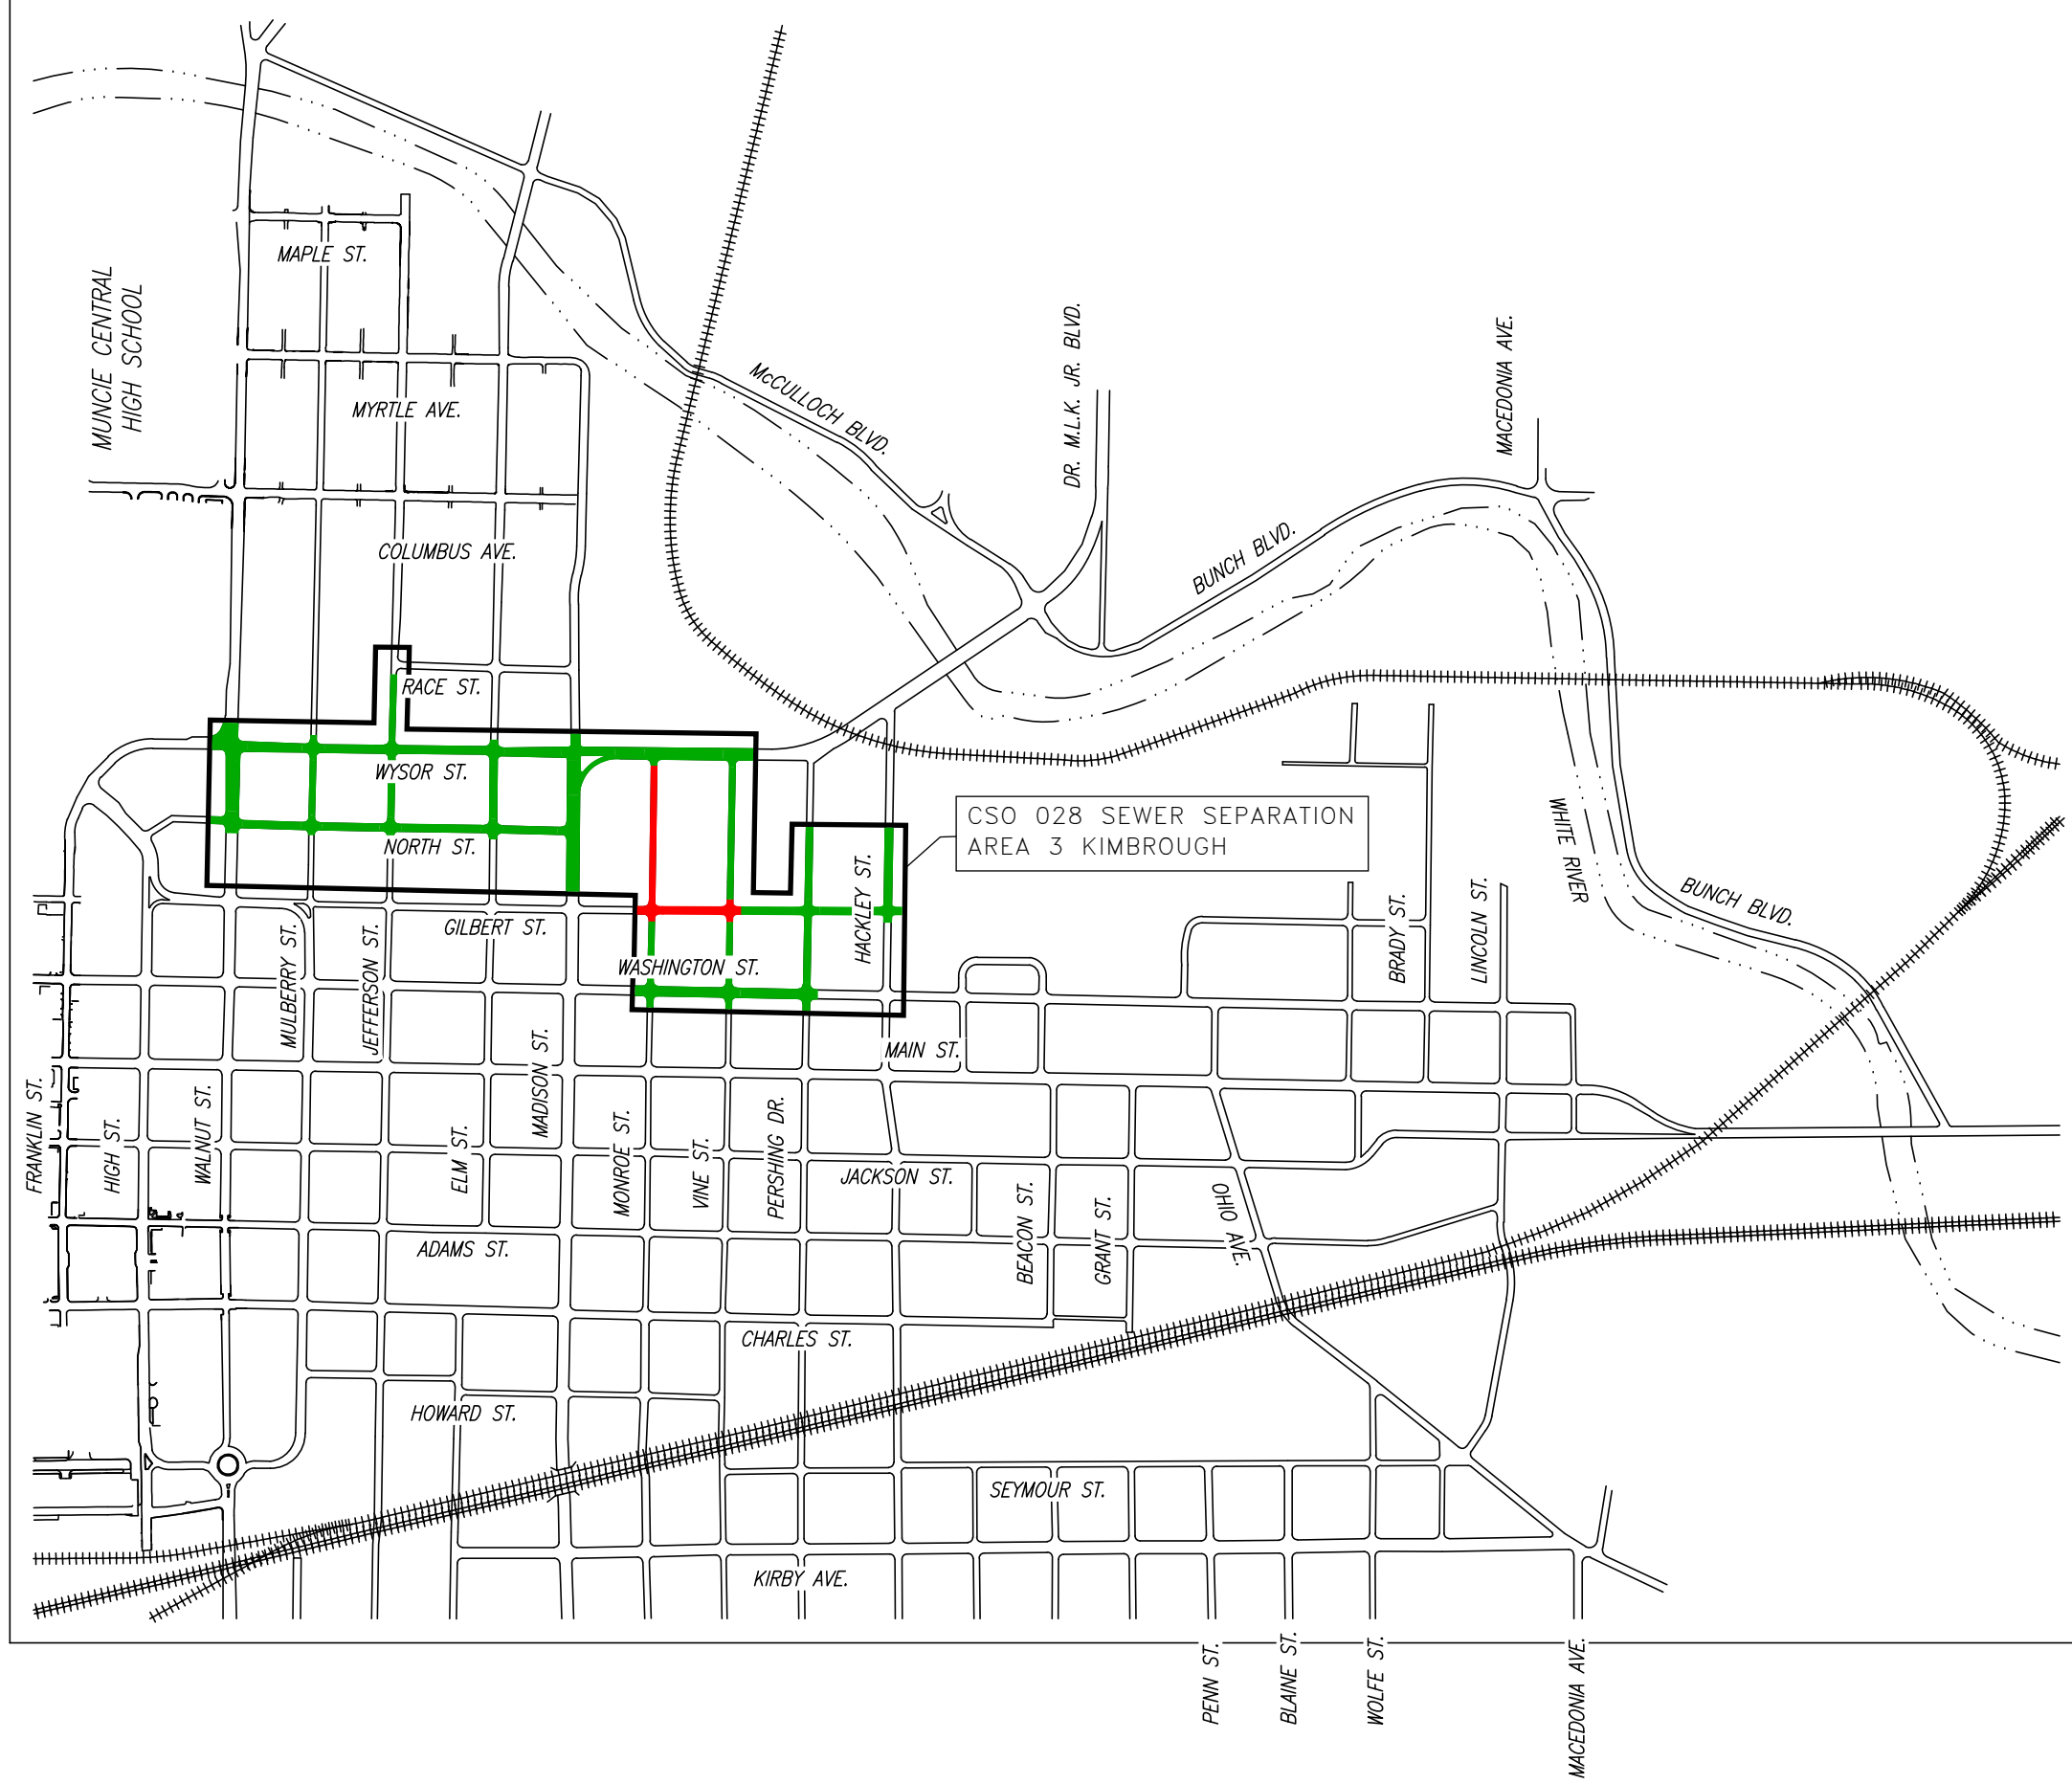 MAPLE ST.
MUNCIE CENTRAL
HIGH SCHOOL
MYRTLE AVE.
McCULLOCH BLVD.
DR. M.L.K. JR. BLVD.
MACEDONIA AVE.
COLUMBUS AVE.
BUNCH BLVD.
RACE ST.
WYSOR ST.
NORTH ST.
CSO 028 SEWER SEPARATION
AREA 3 KIMBROUGH
WHITE RIVER
HACKLEY ST.
BRADY ST.
LINCOLN ST.
BUNCH BLVD.
GILBERT ST.
MULBERRY ST.
JEFFERSON ST.
WASHINGTON ST.
MADISON ST.
MAIN ST.
FRANKLIN ST.
HIGH ST.
WALNUT ST.
ELM ST.
MONROE ST.
VINE ST.
PERSHING DR.
JACKSON ST.
BEACON ST.
GRANT ST.
OHIO AVE.
ADAMS ST.
CHARLES ST.
HOWARD ST.
SEYMOUR ST.
KIRBY AVE.
PENN ST.
BLAINE ST.
WOLFE ST.
MACEDONIA AVE.